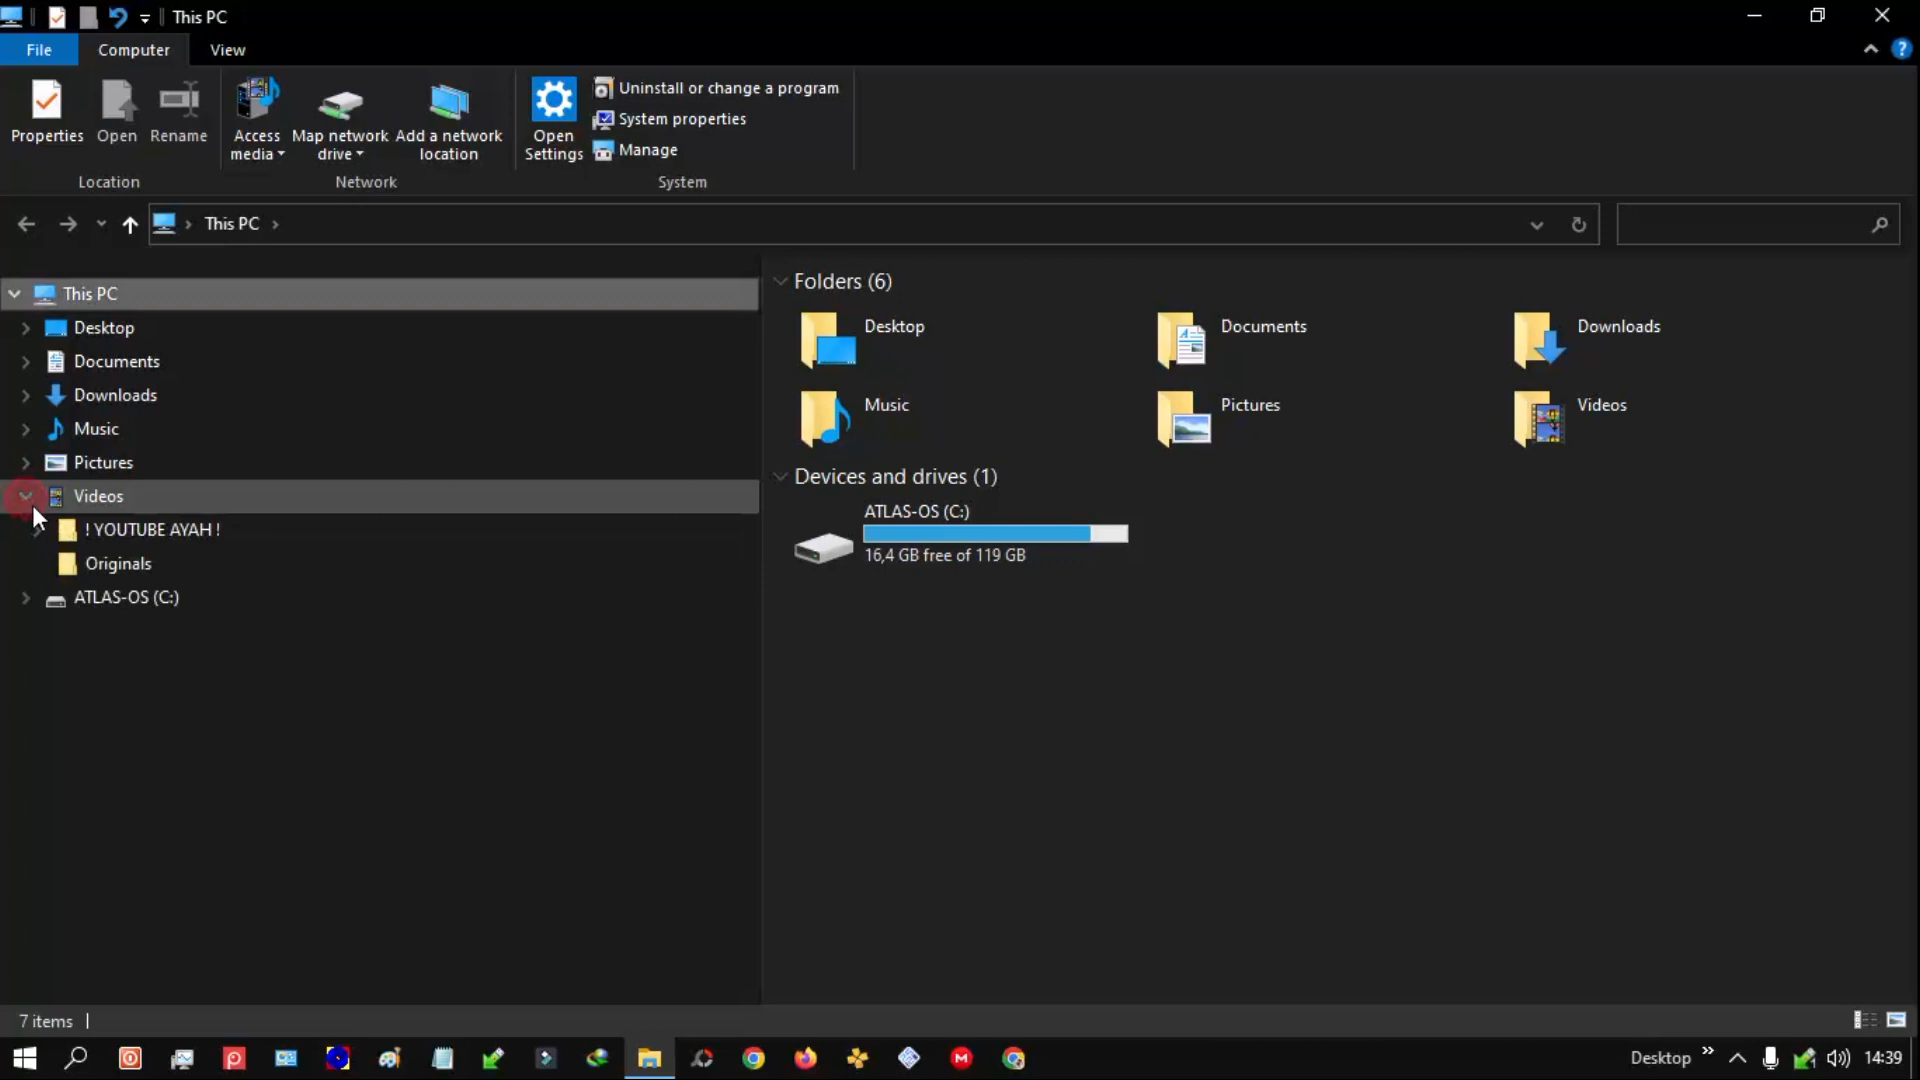 This PC
File
Computer
View
Properties
Open
Rename
Access media
Map network drive
Add a network location
Open Settings
Uninstall or change a program
System properties
Manage
Location
Network
System
This PC
This PC
Desktop
Documents
Downloads
Music
Pictures
Videos
! YOUTUBE AYAH !
Originals
ATLAS-OS (C:)
Folders (6)
Desktop
Documents
Downloads
Music
Pictures
Videos
Devices and drives (1)
ATLAS-OS (C:)
16,4 GB free of 119 GB
7 items
Desktop
14:39